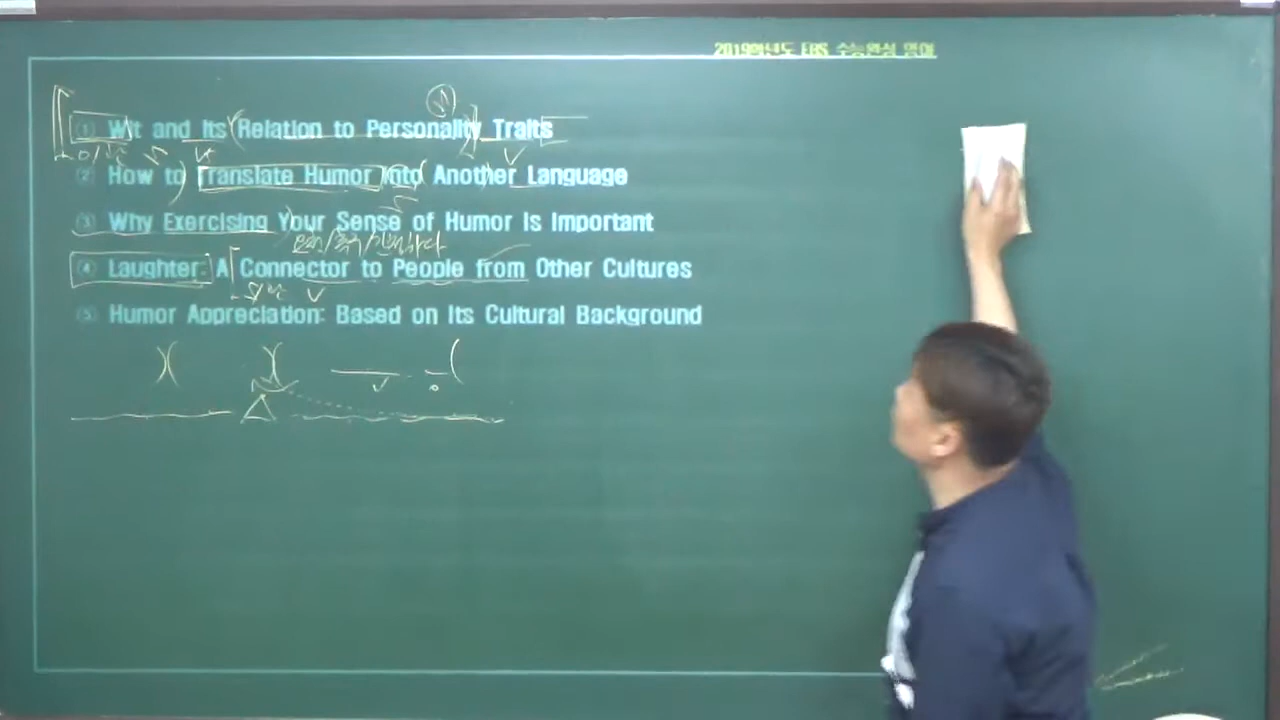 2019학년도 EBS 수능완성 영어
① Wit and Its Relation to Personality Traits
② How to Translate Humor Into Another Language
③ Why Exercising Your Sense of Humor Is Important
④ Laughter: A Connector to People from Other Cultures
⑤ Humor Appreciation: Based on Its Cultural Background